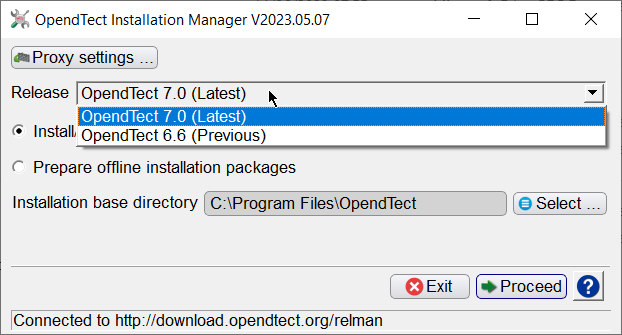 OpendTect Installation Manager V2023.05.07
Proxy settings ...
Release OpendTect 7.0 (Latest)
OpendTect 7.0 (Latest)
OpendTect 6.6 (Previous)
Install/
Prepare offline installation packages
Installation base directory C:\Program Files\OpendTect Select ...
Exit Proceed ?
Connected to http://download.opendtect.org/relman